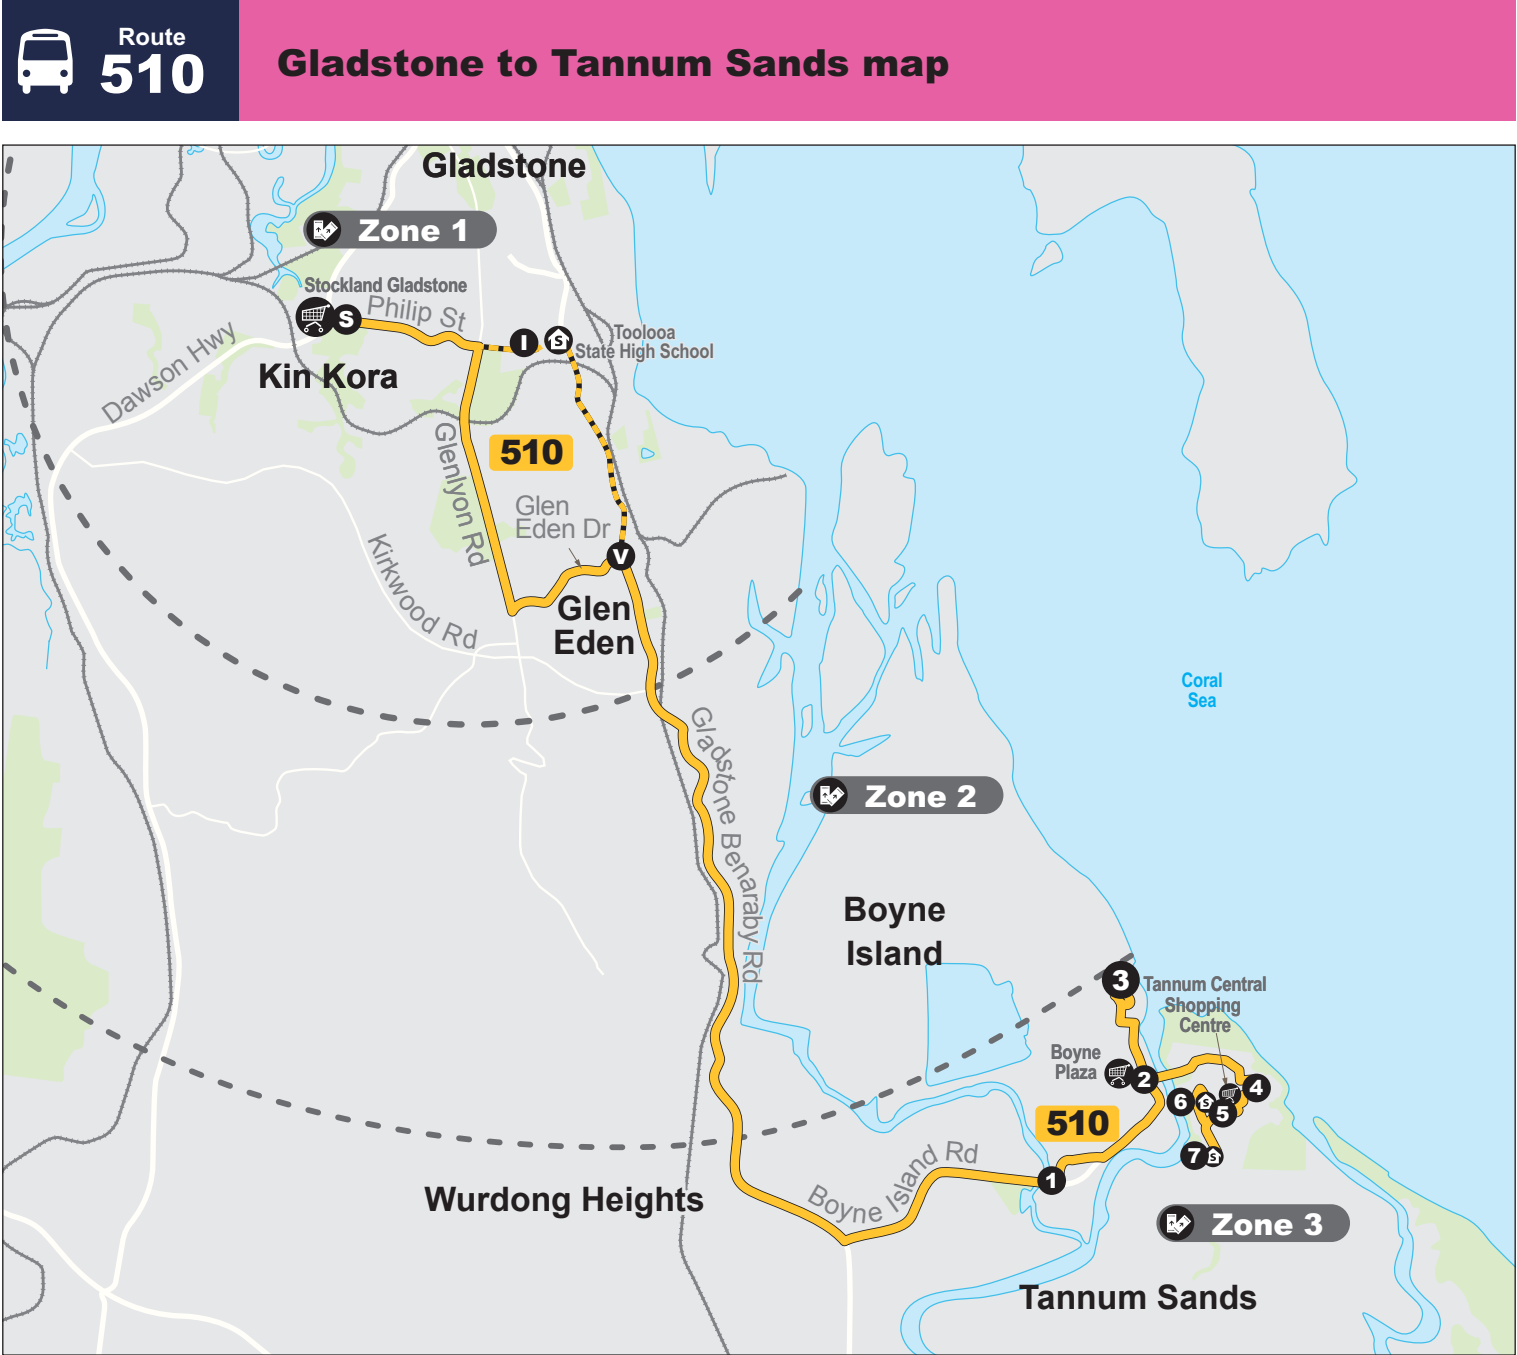 Route
510
Gladstone to Tannum Sands map
Gladstone
Zone 1
Stockland Gladstone
S
Philip St
I
S
Toolooa
State High School
Dawson Hwy
Kin Kora
Glenlyon Rd
510
Glen
Eden Dr
Kirkwood Rd
V
Glen
Eden
Coral
Sea
Gladstone Benaraby Rd
Zone 2
Boyne
Island
3
Tannum Central
Shopping
Centre
Boyne
Plaza
2
4
6
S
5
510
7
S
Boyne Island Rd
1
Wurdong Heights
Zone 3
Tannum Sands